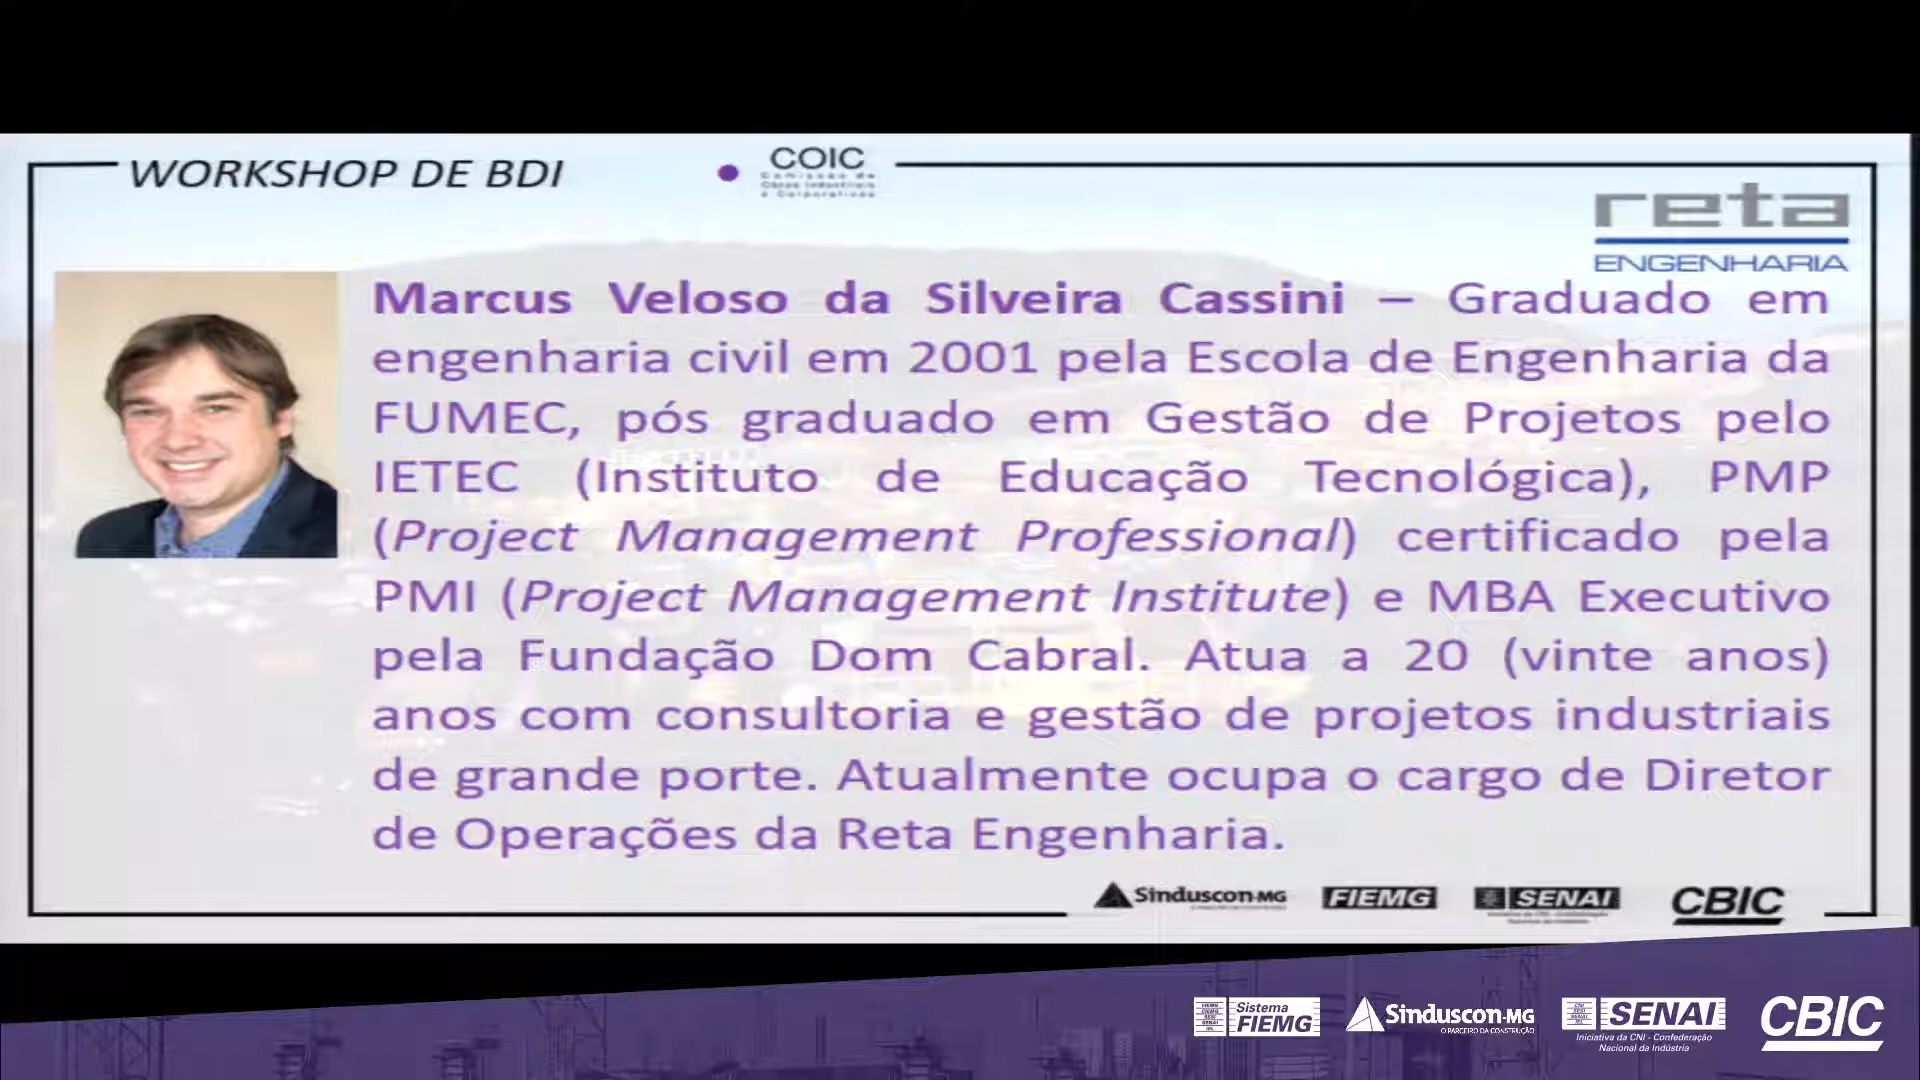 WORKSHOP DE BDI
COIC
Comissão de
Obras Industriais
e Corporativas
reta
ENGENHARIA
Marcus Veloso da Silveira Cassini – Graduado em
engenharia civil em 2001 pela Escola de Engenharia da
FUMEC, pós graduado em Gestão de Projetos pelo
IETEC (Instituto de Educação Tecnológica), PMP
(Project Management Professional) certificado pela
PMI (Project Management Institute) e MBA Executivo
pela Fundação Dom Cabral. Atua a 20 (vinte anos)
anos com consultoria e gestão de projetos industriais
de grande porte. Atualmente ocupa o cargo de Diretor
de Operações da Reta Engenharia.
Sinduscon-MG FIEMG SENAI CBIC
Sistema
FIEMG
Sinduscon-MG
O PARCEIRO DA CONSTRUÇÃO
SENAI
Iniciativa da CNI - Confederação
Nacional da Indústria
CBIC